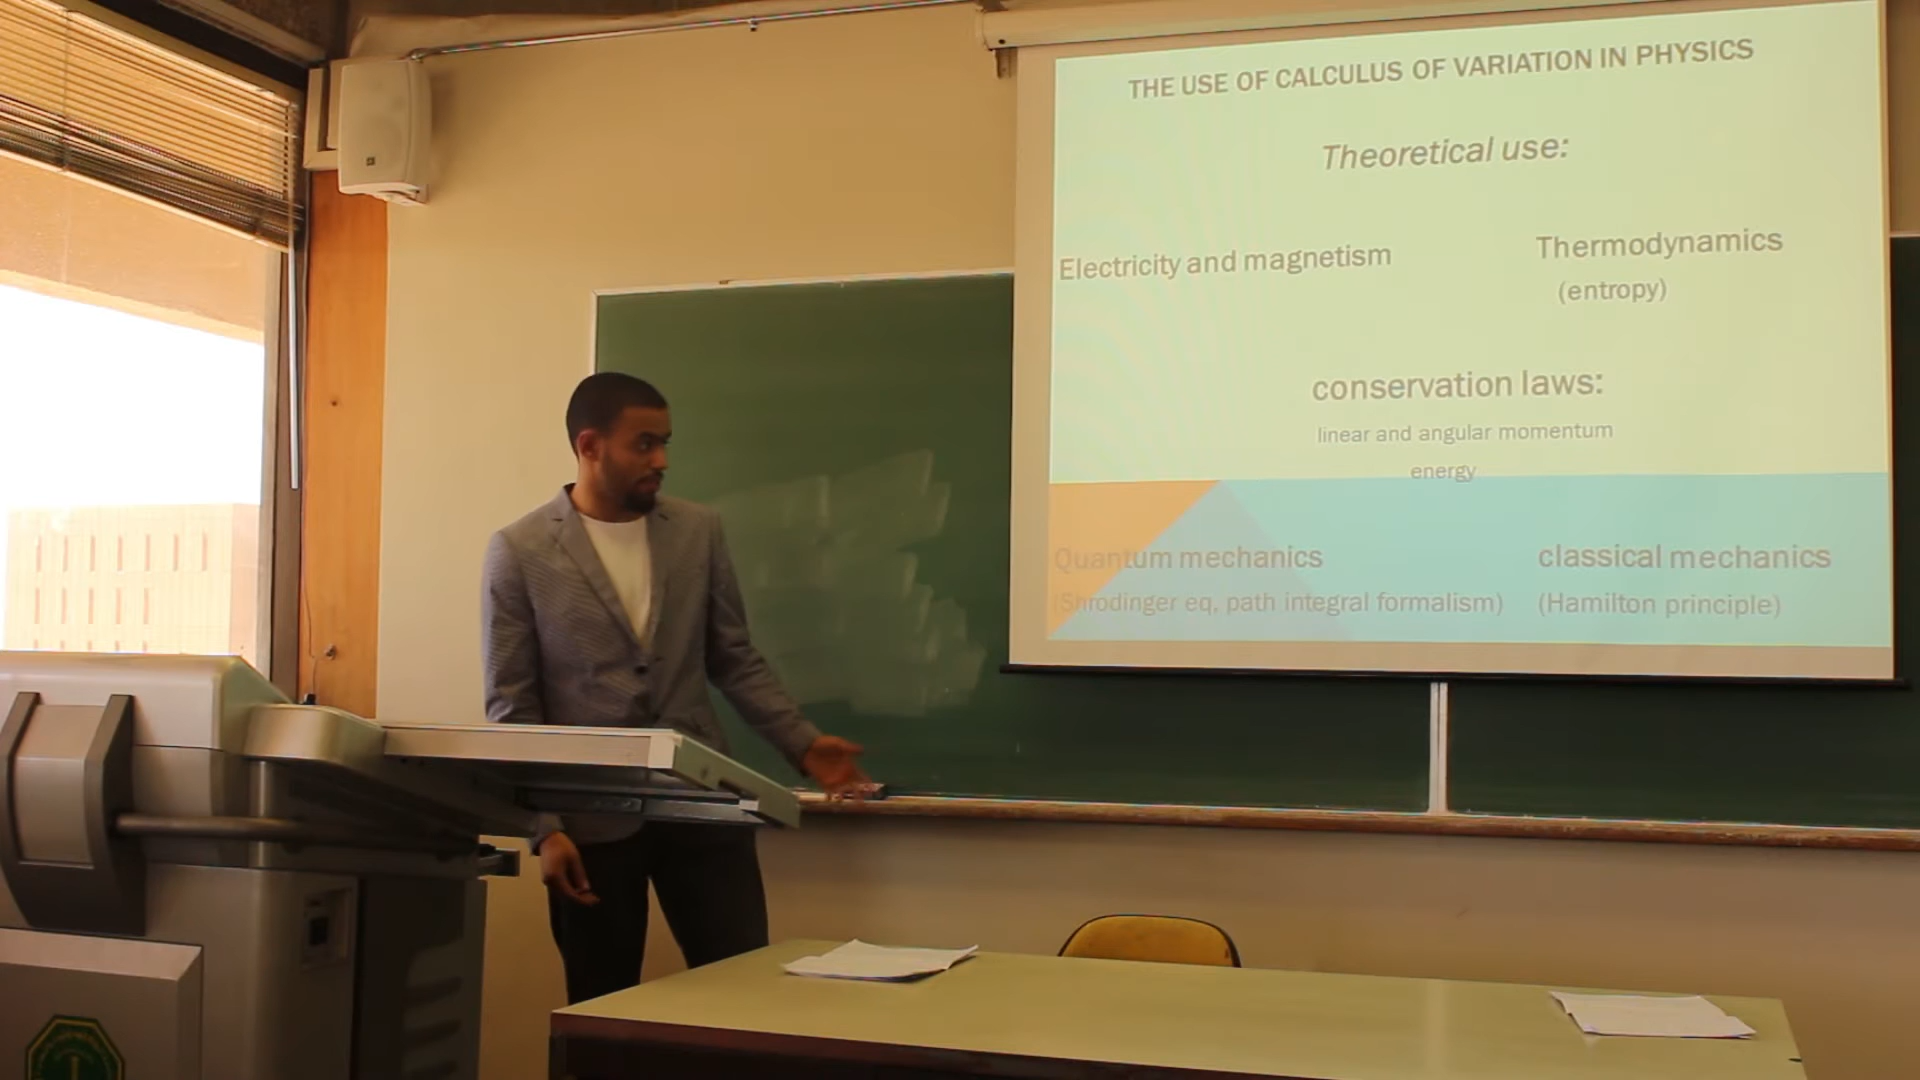 THE USE OF CALCULUS OF VARIATION IN PHYSICS
Theoretical use:
Electricity and magnetism
Thermodynamics
(entropy)
conservation laws:
linear and angular momentum
energy
Quantum mechanics
(Shrodinger eq, path integral formalism)
classical mechanics
(Hamilton principle)